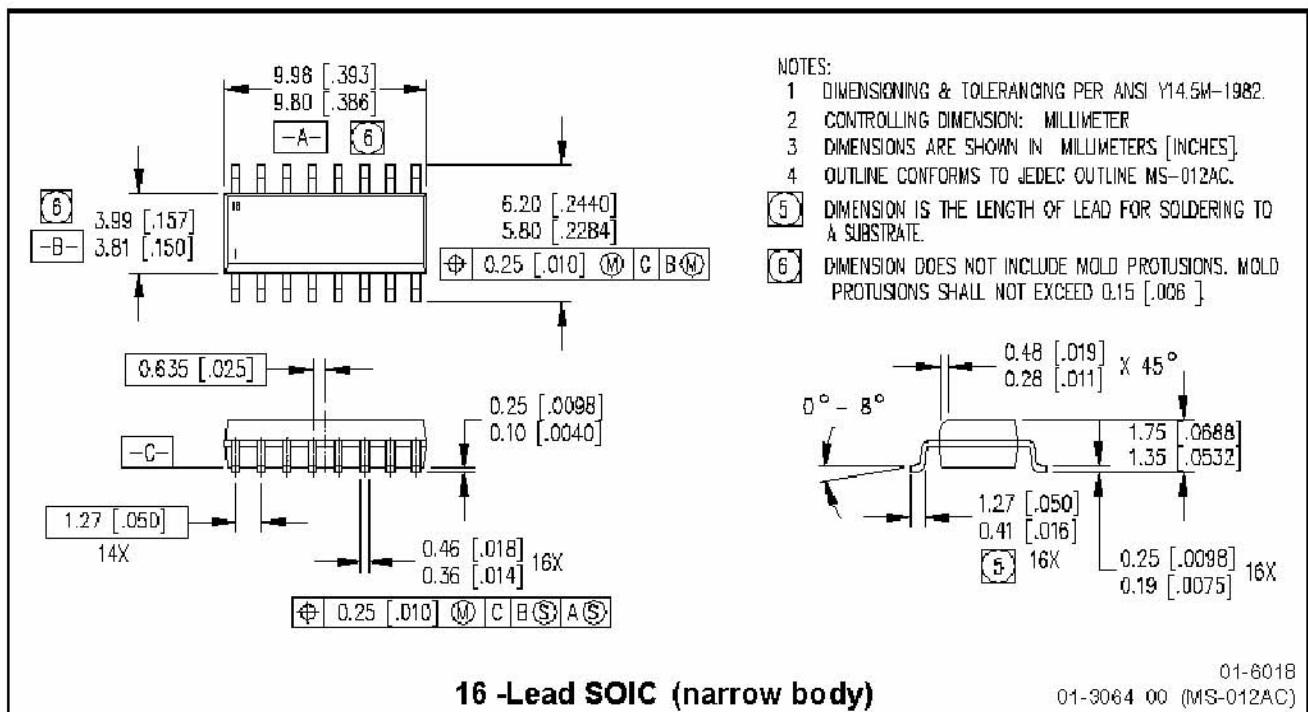 9.98 [.393]
9.80 [.386]
-A- 6
6
3.99 [.157]
-B- 3.81 [.150]
16
1
6.20 [.2440]
5.80 [.2284]
⌖ 0.25 [.010] Ⓜ C B Ⓜ
NOTES:
1 DIMENSIONING & TOLERANCING PER ANSI Y14.5M-1982.
2 CONTROLLING DIMENSION: MILLIMETER
3 DIMENSIONS ARE SHOWN IN MILLIMETERS [INCHES].
4 OUTLINE CONFORMS TO JEDEC OUTLINE MS-012AC.
5 DIMENSION IS THE LENGTH OF LEAD FOR SOLDERING TO
A SUBSTRATE.
6 DIMENSION DOES NOT INCLUDE MOLD PROTUSIONS. MOLD
PROTUSIONS SHALL NOT EXCEED 0.15 [.006 ].
0.635 [.025]
0.25 [.0098]
0.10 [.0040]
-C-
1.27 [.050]
14X
0.46 [.018]
0.36 [.014] 16X
⌖ 0.25 [.010] Ⓜ C B Ⓢ A Ⓢ
0.48 [.019]
0.28 [.011] X 45°
0° - 8°
1.75 [.0688]
1.35 [.0532]
1.27 [.050]
0.41 [.016]
5 16X
0.25 [.0098]
0.19 [.0075] 16X
16 -Lead SOIC (narrow body)
01-6018
01-3064 00 (MS-012AC)